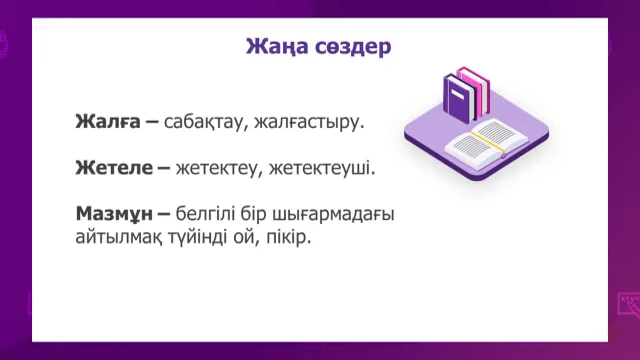 Жаңа сөздер
Жалға – сабақтау, жалғастыру.
Жетеле – жетектеу, жетектеуші.
Мазмұн – белгілі бір шығармадағы
айтылмақ түйінді ой, пікір.